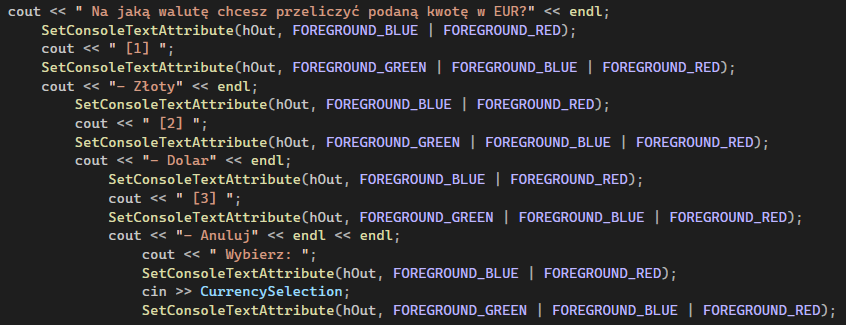 cout << " Na jaką walutę chcesz przeliczyć podaną kwotę w EUR?" << endl;
SetConsoleTextAttribute(hOut, FOREGROUND_BLUE | FOREGROUND_RED);
cout << " [1] ";
SetConsoleTextAttribute(hOut, FOREGROUND_GREEN | FOREGROUND_BLUE | FOREGROUND_RED);
cout << "- Złoty" << endl;
SetConsoleTextAttribute(hOut, FOREGROUND_BLUE | FOREGROUND_RED);
cout << " [2] ";
SetConsoleTextAttribute(hOut, FOREGROUND_GREEN | FOREGROUND_BLUE | FOREGROUND_RED);
cout << "- Dolar" << endl;
SetConsoleTextAttribute(hOut, FOREGROUND_BLUE | FOREGROUND_RED);
cout << " [3] ";
SetConsoleTextAttribute(hOut, FOREGROUND_GREEN | FOREGROUND_BLUE | FOREGROUND_RED);
cout << "- Anuluj" << endl << endl;
cout << " Wybierz: ";
SetConsoleTextAttribute(hOut, FOREGROUND_BLUE | FOREGROUND_RED);
cin >> CurrencySelection;
SetConsoleTextAttribute(hOut, FOREGROUND_GREEN | FOREGROUND_BLUE | FOREGROUND_RED);